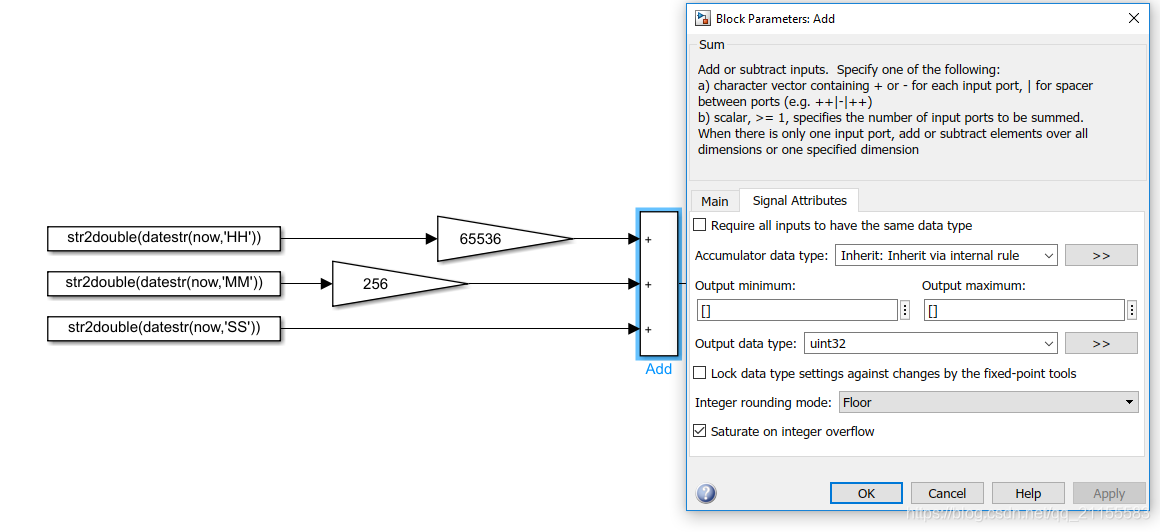 str2double(datestr(now,'HH'))
65536
str2double(datestr(now,'MM'))
256
str2double(datestr(now,'SS'))
+
+
+
Add
Block Parameters: Add
Sum
Add or subtract inputs.  Specify one of the following:
a) character vector containing + or - for each input port, | for spacer
between ports (e.g. ++|-|++)
b) scalar, >= 1, specifies the number of input ports to be summed.
When there is only one input port, add or subtract elements over all
dimensions or one specified dimension
Main Signal Attributes
Require all inputs to have the same data type
Accumulator data type: Inherit: Inherit via internal rule >>
Output minimum: Output maximum:
[] []
Output data type: uint32 >>
Lock data type settings against changes by the fixed-point tools
Integer rounding mode: Floor
Saturate on integer overflow
? OK Cancel Help Apply
https://blog.csdn.net/qq_21155583